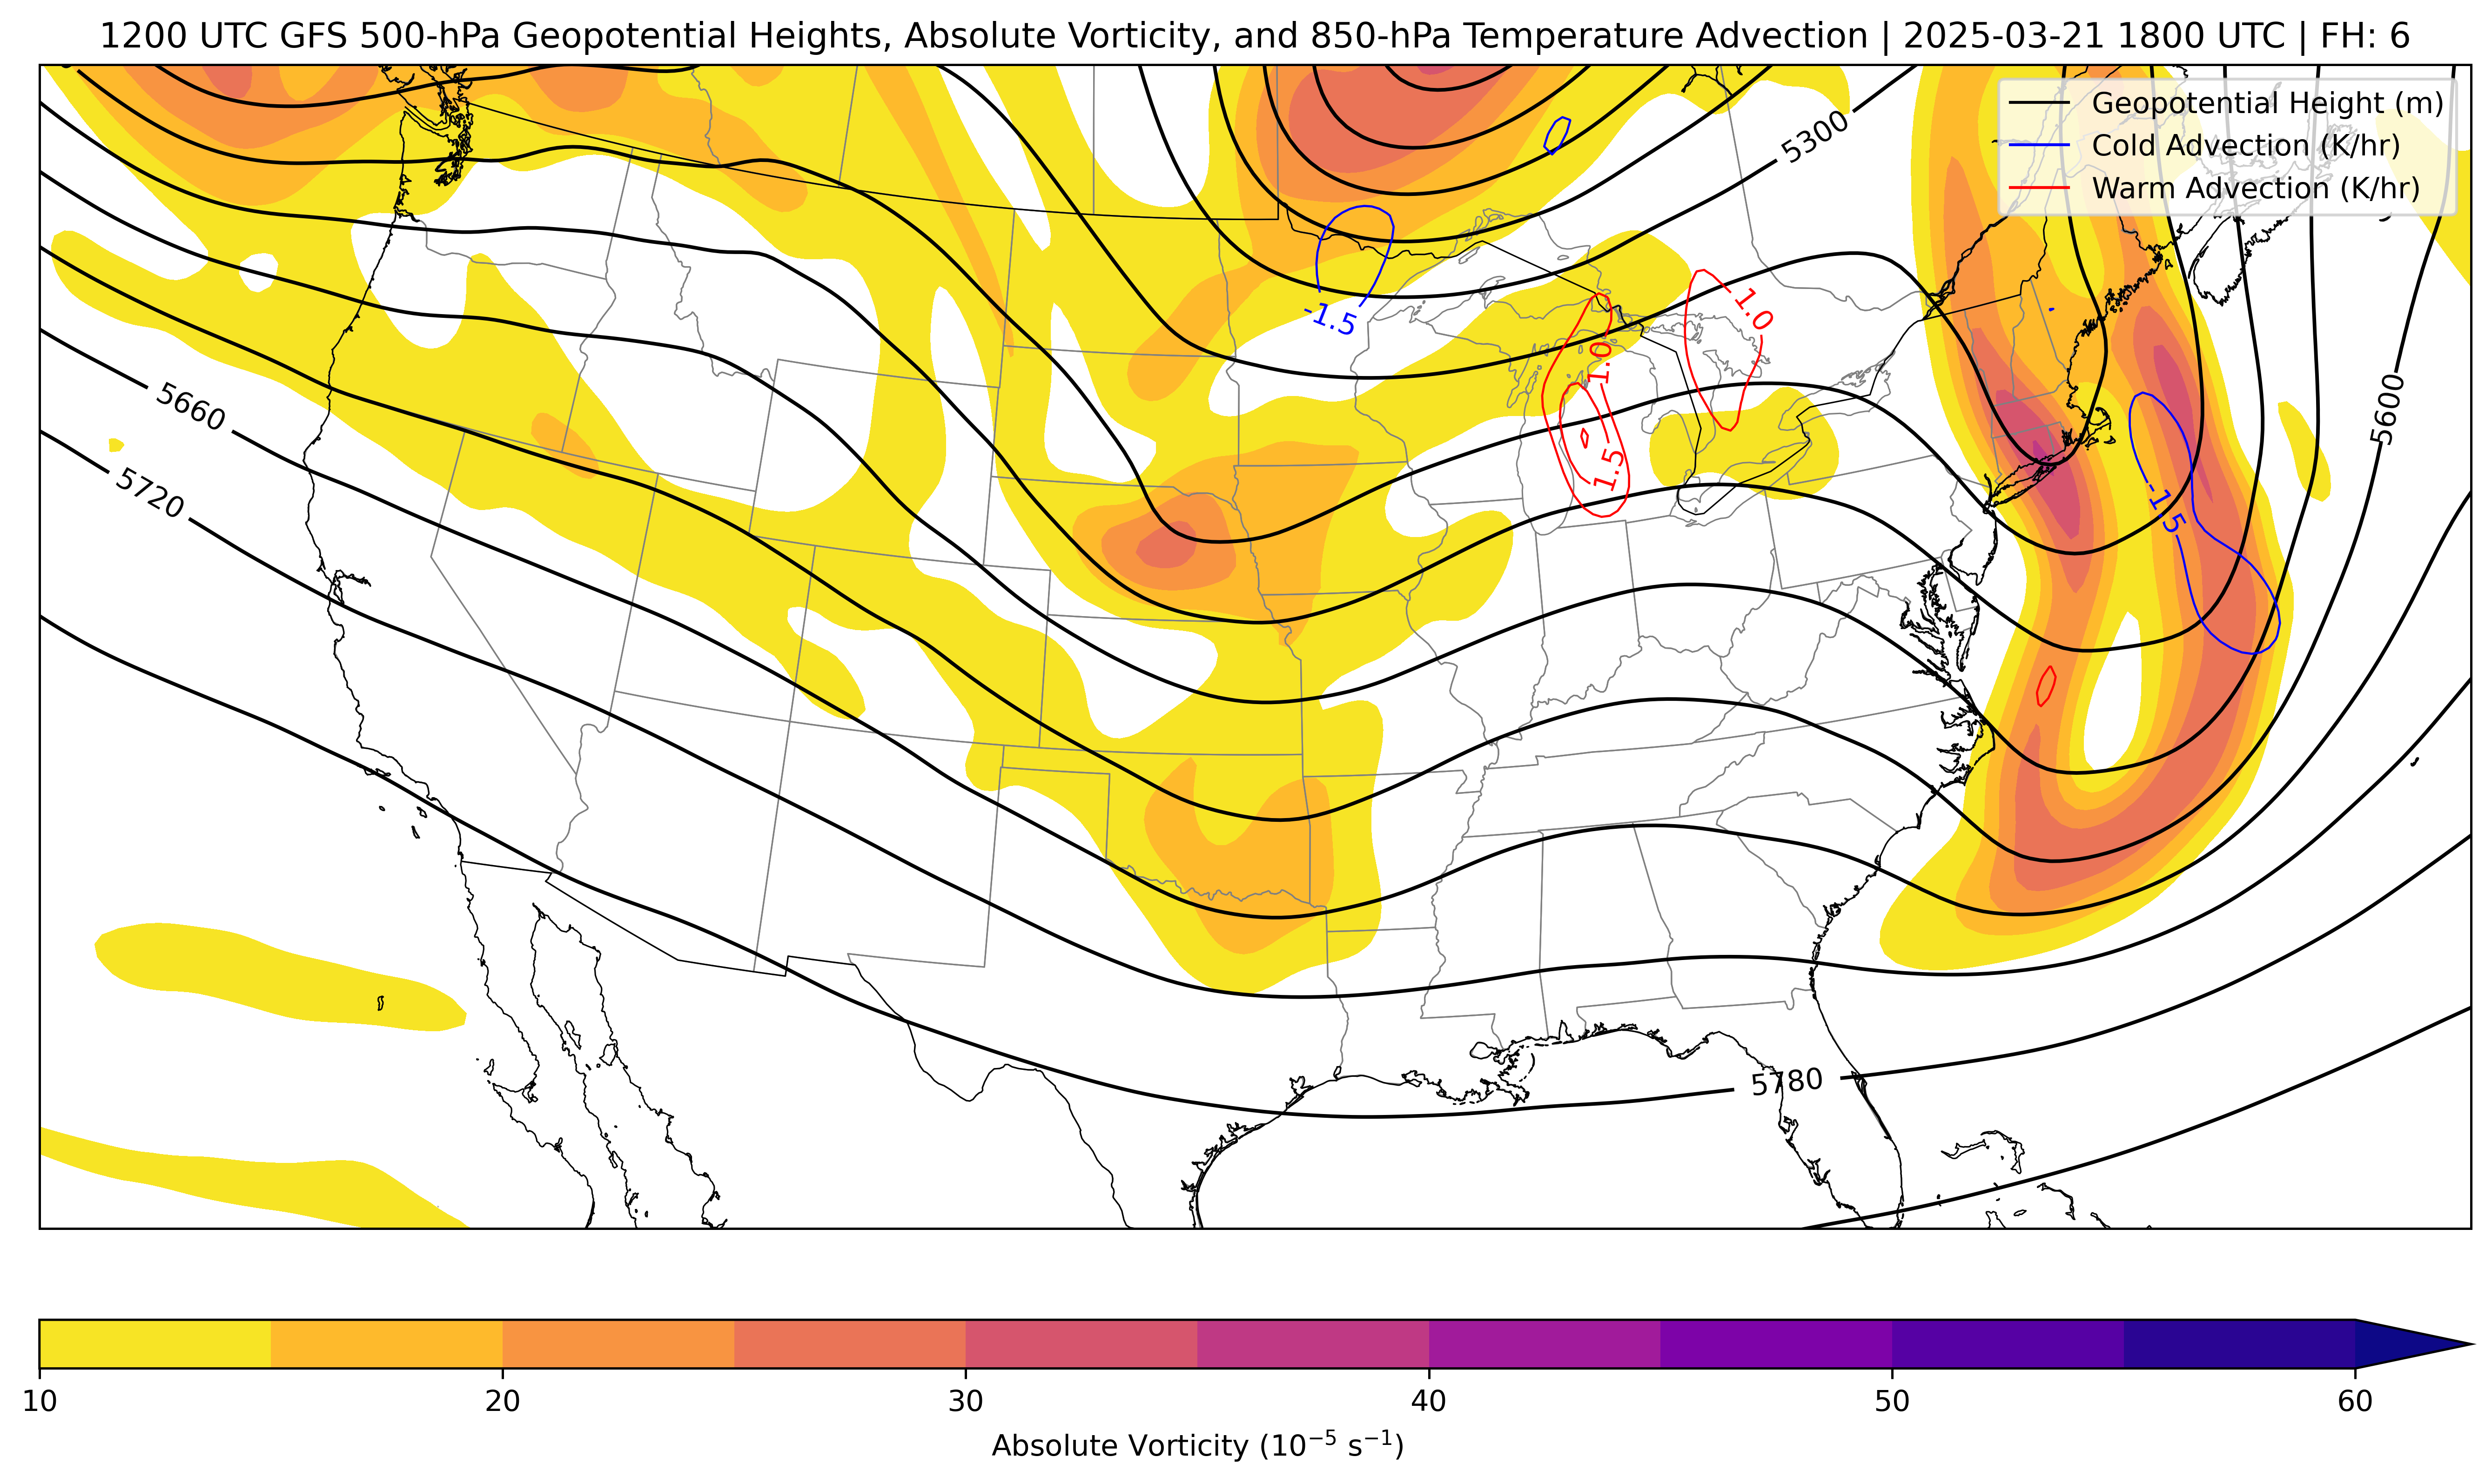 1200 UTC GFS 500-hPa Geopotential Heights, Absolute Vorticity, and 850-hPa Temperature Advection | 2025-03-21 1800 UTC | FH: 6
Geopotential Height (m)
Cold Advection (K/hr)
Warm Advection (K/hr)
5300
-1.5
1.0
1.0
5660
5600
1.5
5720
-1.5
5780
10 20 30 40 50 60
Absolute Vorticity (10⁻⁵ s⁻¹)